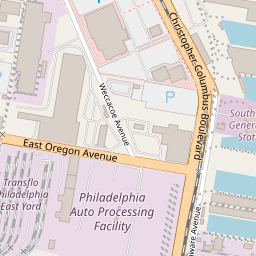 Christopher Columbus Boulevard
Weccacoe Avenue
P
South
General
Stat
East Oregon Avenue
Transflo
Philadelphia
East Yard
Philadelphia
Auto Processing
Facility
aware Avenue